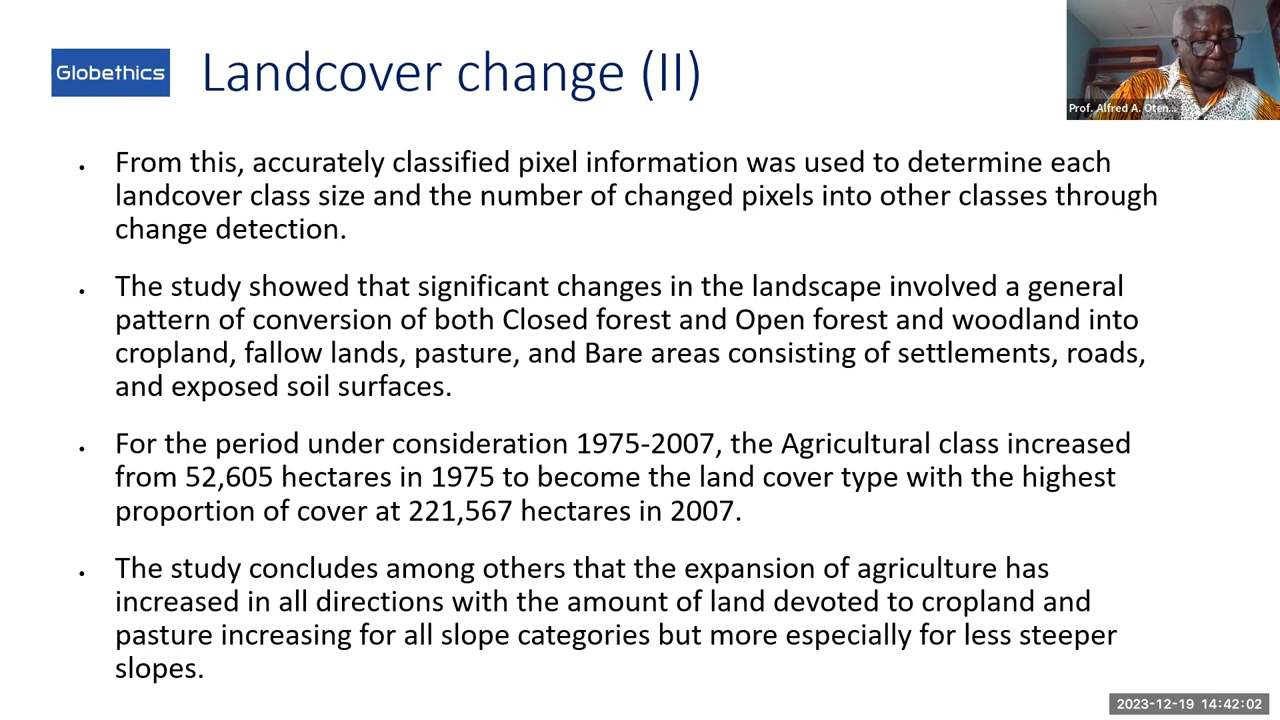 Globethics
Landcover change (II)
Prof. Alfred A. Oten...
• From this, accurately classified pixel information was used to determine each
landcover class size and the number of changed pixels into other classes through
change detection.
• The study showed that significant changes in the landscape involved a general
pattern of conversion of both Closed forest and Open forest and woodland into
cropland, fallow lands, pasture, and Bare areas consisting of settlements, roads,
and exposed soil surfaces.
• For the period under consideration 1975-2007, the Agricultural class increased
from 52,605 hectares in 1975 to become the land cover type with the highest
proportion of cover at 221,567 hectares in 2007.
• The study concludes among others that the expansion of agriculture has
increased in all directions with the amount of land devoted to cropland and
pasture increasing for all slope categories but more especially for less steeper
slopes.
2023-12-19 14:42:02